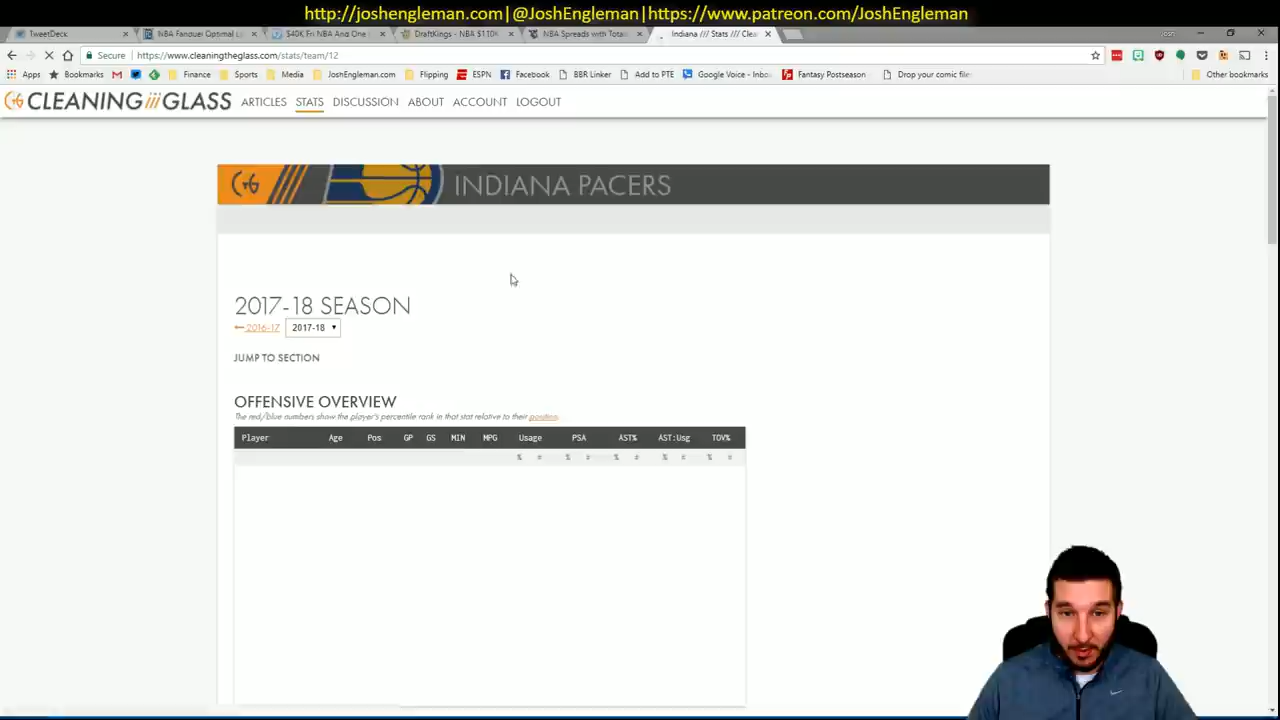 http://joshengleman.com|@JoshEngleman|https://www.patreon.com/JoshEngleman
TweetDeck
NBA Fanduel Optimal L
$40K Fri NBA And One
DraftKings - NBA $110K
NBA Spreads with Tota
Indiana /// Stats /// Clea
Josh
Secure
https://www.cleaningtheglass.com/stats/team/12
Apps
Bookmarks
Finance
Sports
Media
JoshEngleman.com
Flipping
ESPN
Facebook
BBR Linker
Add to PTE
Google Voice - Inbo
Fantasy Postseason
Drop your comic file
Other bookmarks
CLEANING THE GLASS ARTICLES STATS DISCUSSION ABOUT ACCOUNT LOGOUT
INDIANA PACERS
2017-18 SEASON
← 2016-17 2017-18
JUMP TO SECTION
OFFENSIVE OVERVIEW
The red/blue numbers show the player's percentile rank in that stat relative to their position.
Player Age Pos GP GS MIN MPG Usage PSA AST% AST:Usg TOV%
% # % # % # % # % #